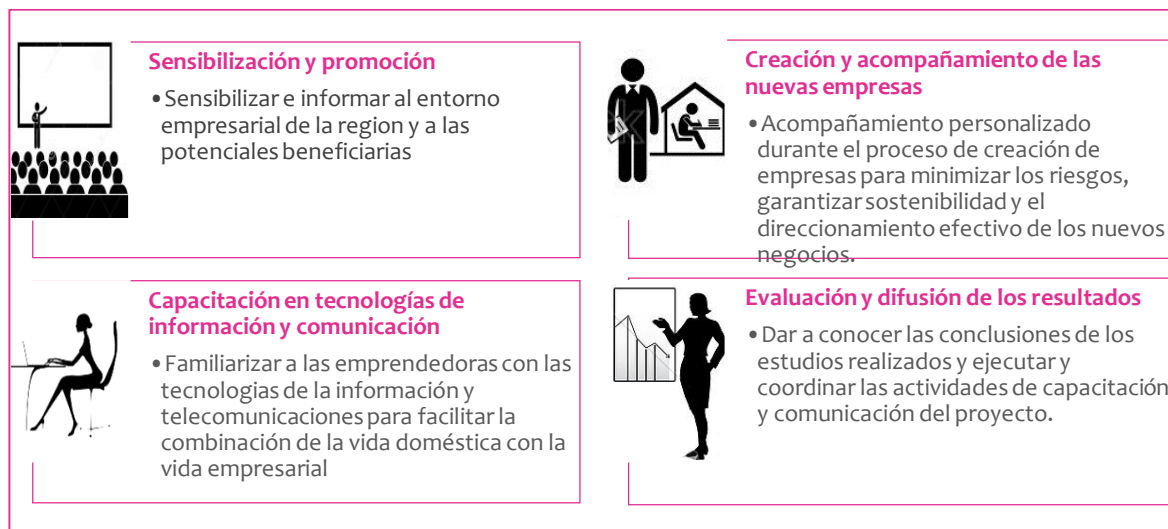 Sensibilización y promoción
•Sensibilizar e informar al entorno
empresarial de la region y a las
potenciales beneficiarias
Creación y acompañamiento de las
nuevas empresas
•Acompañamiento personalizado
durante el proceso de creación de
empresas para minimizar los riesgos,
garantizar sostenibilidad y el
direccionamiento efectivo de los nuevos
negocios.
Capacitación en tecnologías de
información y comunicación
•Familiarizar a las emprendedoras con las
tecnologias de la información y
telecomunicaciones para facilitar la
combinación de la vida doméstica con la
vida empresarial
Evaluación y difusión de los resultados
•Dar a conocer las conclusiones de los
estudios realizados y ejecutar y
coordinar las actividades de capacitación
y comunicación del proyecto.